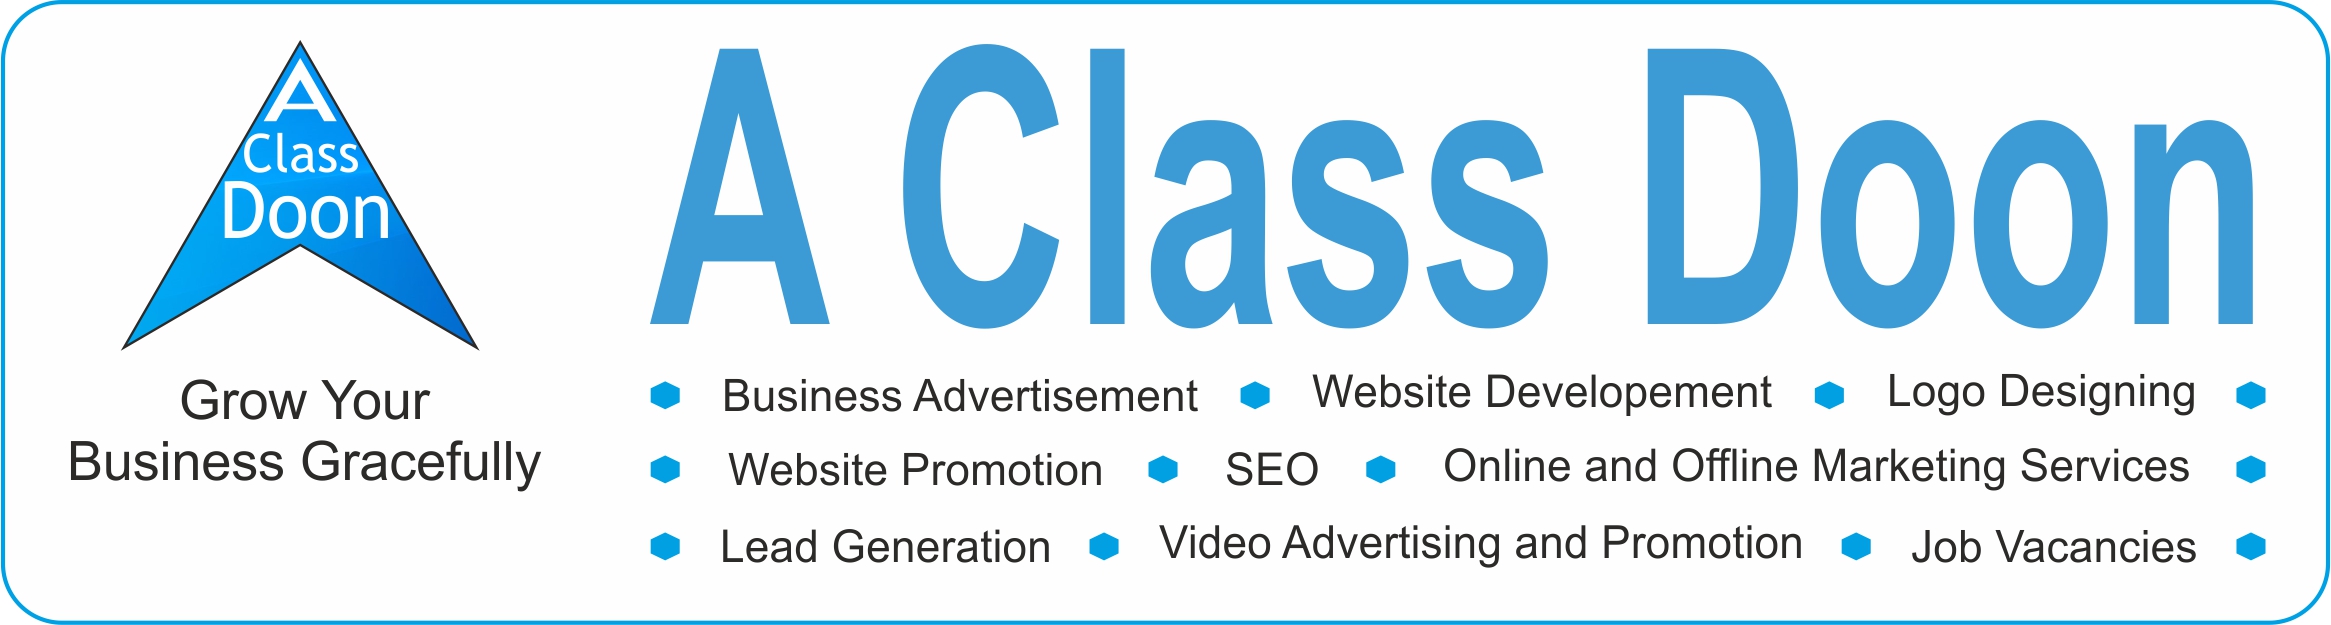 A
Class
Doon
Grow Your
Business Gracefully
A Class Doon
Business Advertisement Website Developement Logo Designing
Website Promotion SEO Online and Offline Marketing Services
Lead Generation Video Advertising and Promotion Job Vacancies